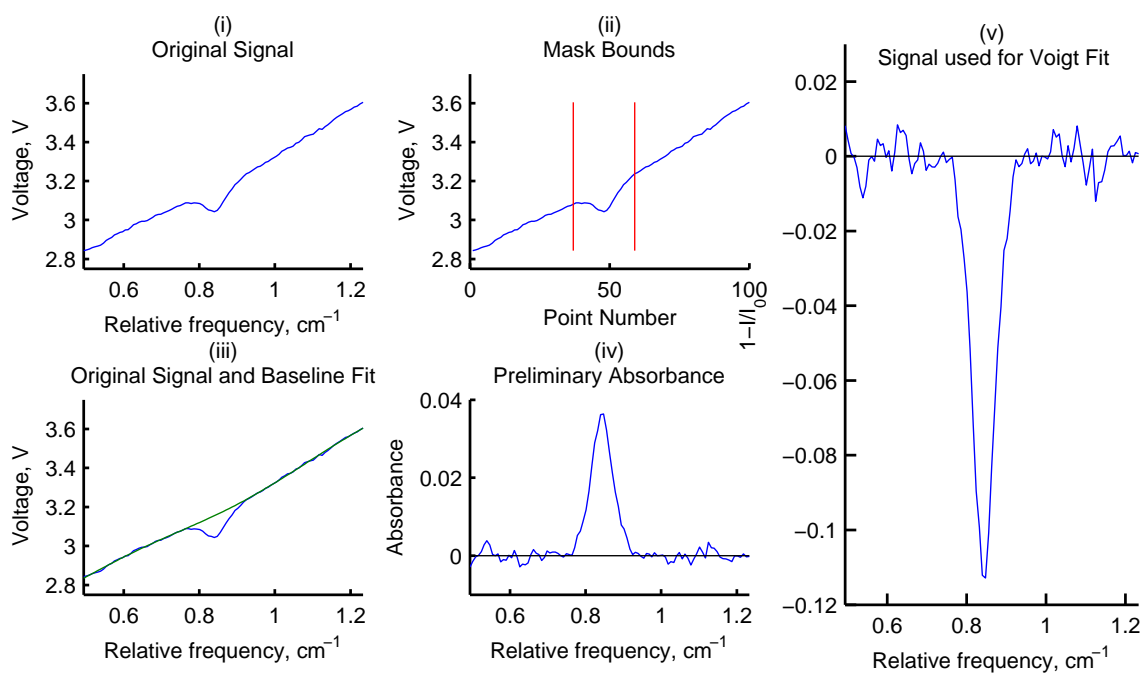 (i)
Original Signal
Voltage, V
3.6
3.4
3.2
3
2.8
0.6 0.8 1 1.2
Relative frequency, cm−1
(ii)
Mask Bounds
Voltage, V
3.6
3.4
3.2
3
2.8
0 50 100
Point Number
(iii)
Original Signal and Baseline Fit
Voltage, V
3.6
3.4
3.2
3
2.8
0.6 0.8 1 1.2
Relative frequency, cm−1
(iv)
Preliminary Absorbance
Absorbance
0.04
0.02
0
0.6 0.8 1 1.2
Relative frequency, cm−1
(v)
Signal used for Voigt Fit
1−I/I00
0.02
0
−0.02
−0.04
−0.06
−0.08
−0.1
−0.12
0.6 0.8 1 1.2
Relative frequency, cm−1